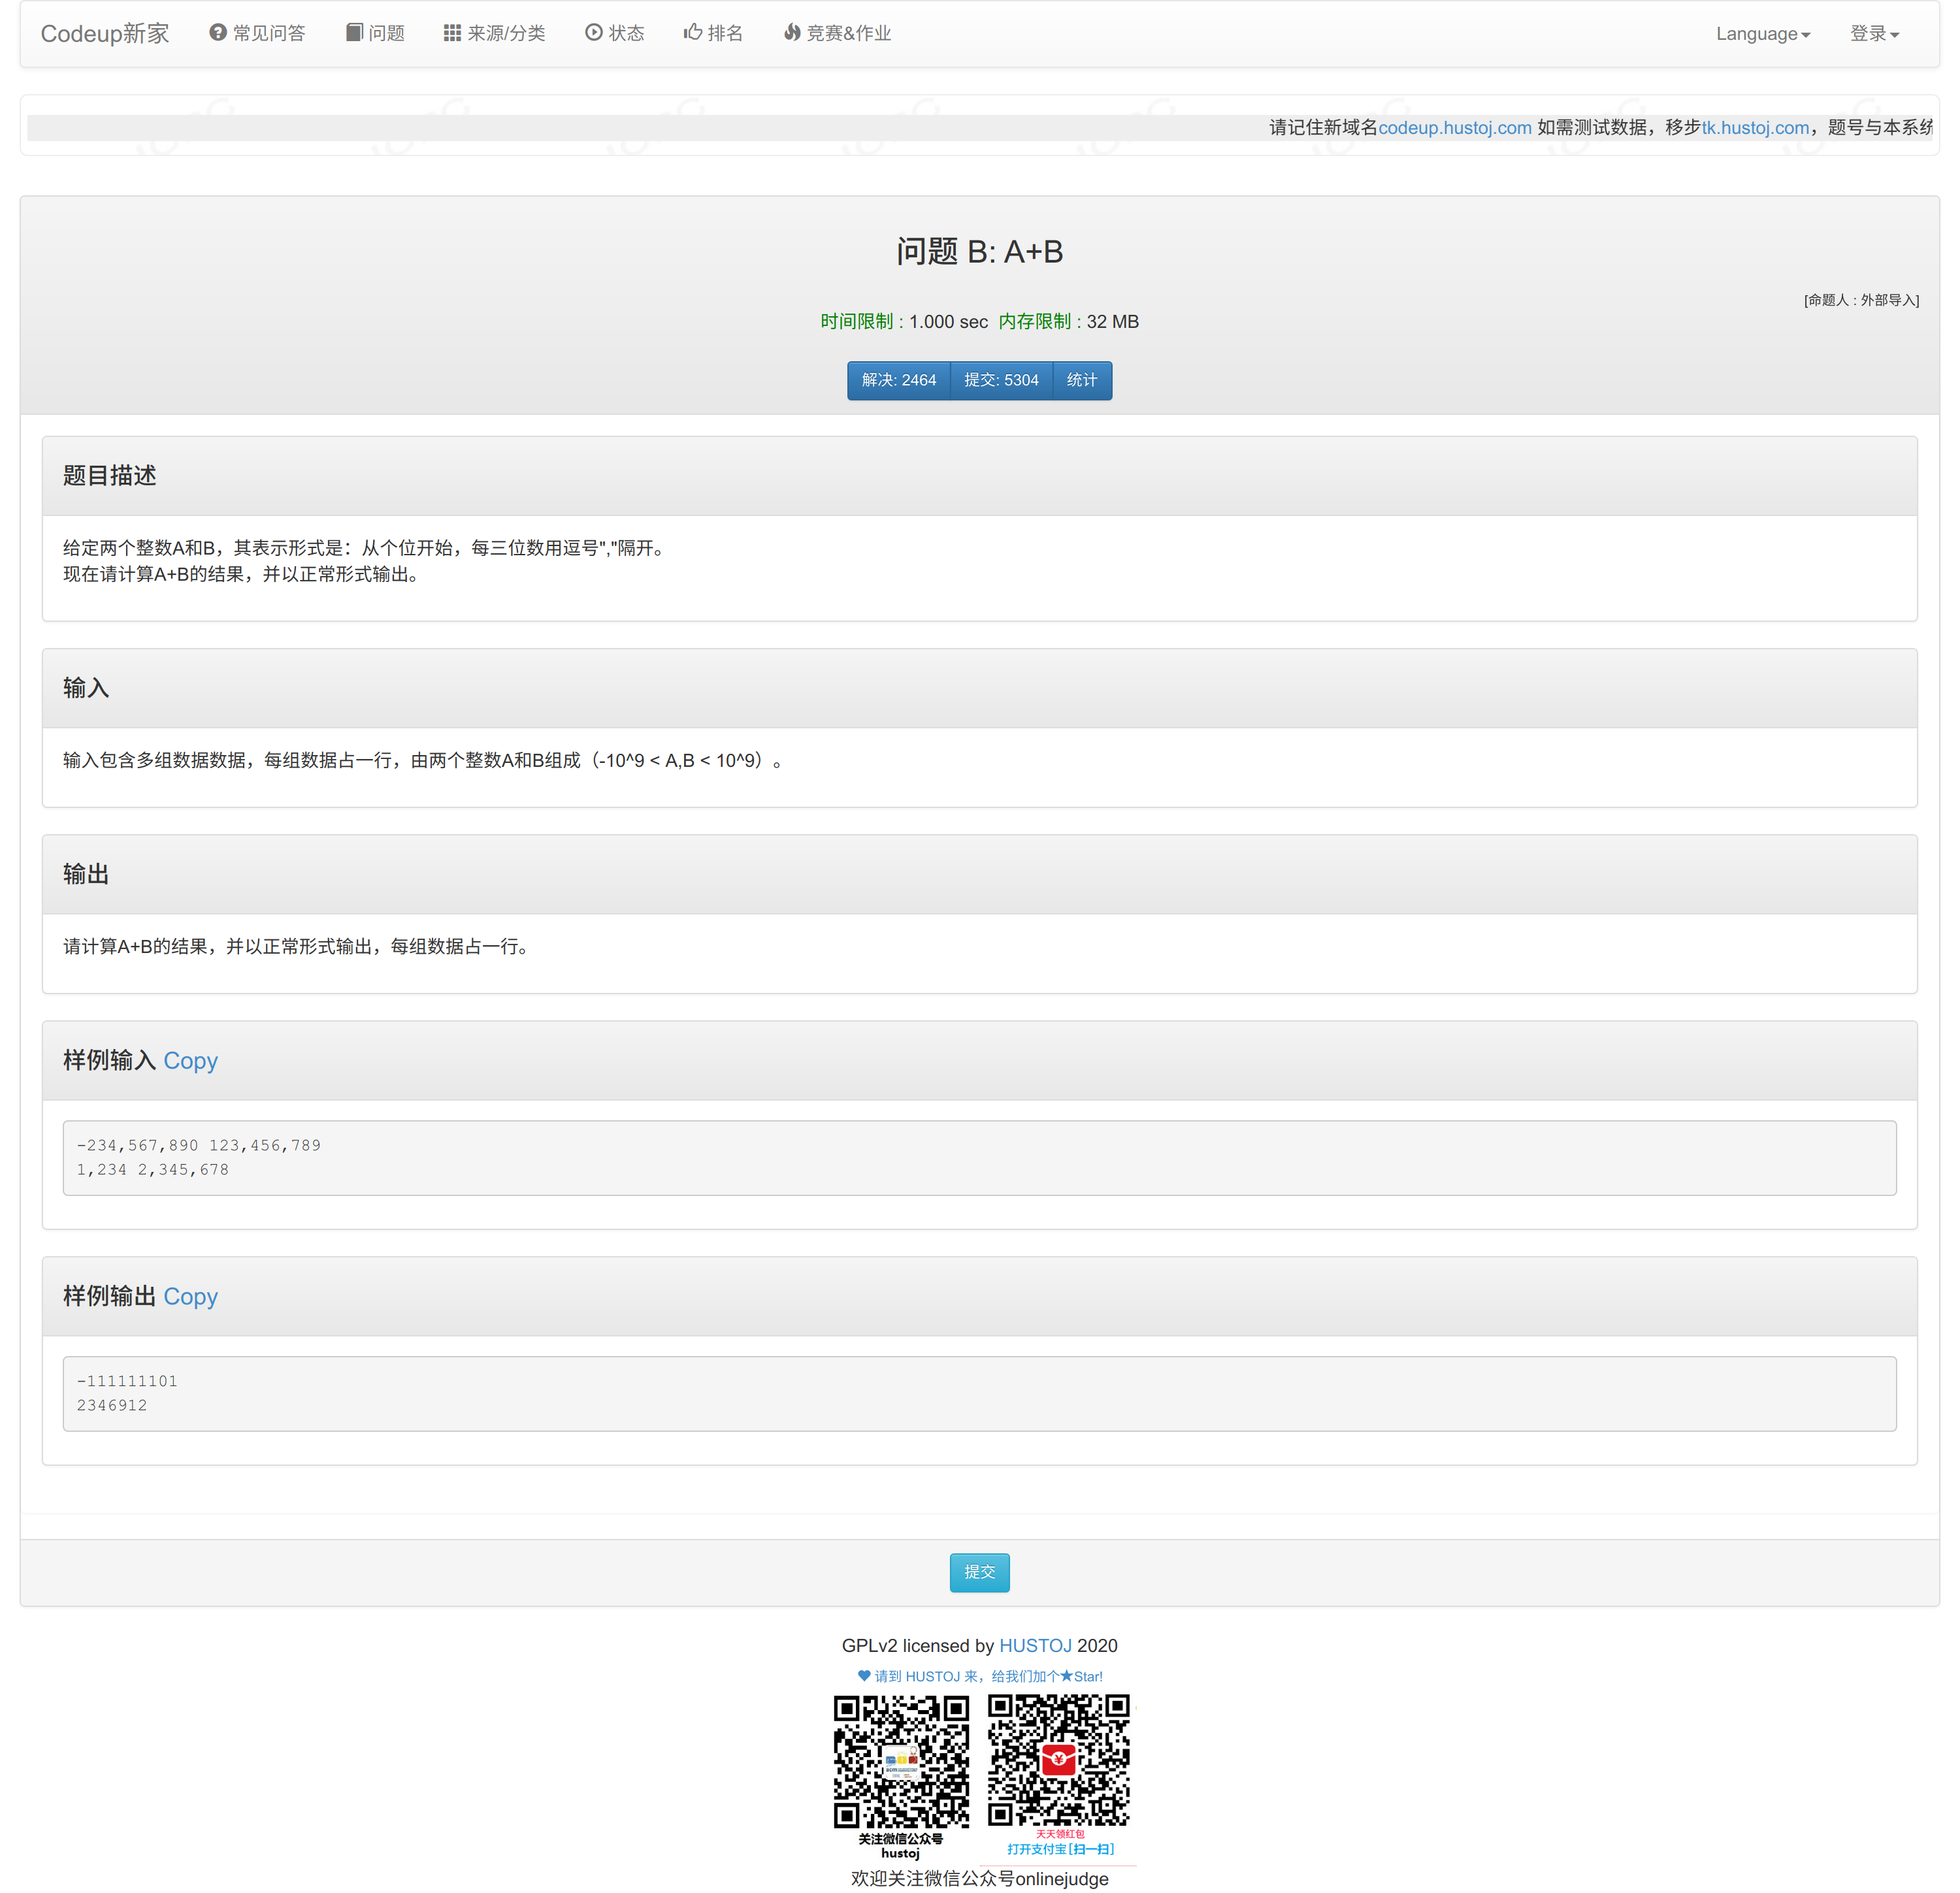 Codeup新家 常见问答 问题 来源/分类 状态 排名 竞赛&作业 Language 登录
请记住新域名codeup.hustoj.com 如需测试数据，移步tk.hustoj.com，题号与本系统
问题 B: A+B
[命题人 : 外部导入]
时间限制 : 1.000 sec 内存限制 : 32 MB
解决: 2464 提交: 5304 统计
题目描述
给定两个整数A和B，其表示形式是：从个位开始，每三位数用逗号","隔开。
现在请计算A+B的结果，并以正常形式输出。
输入
输入包含多组数据数据，每组数据占一行，由两个整数A和B组成（-10^9 < A,B < 10^9）。
输出
请计算A+B的结果，并以正常形式输出，每组数据占一行。
样例输入 Copy
-234,567,890 123,456,789
1,234 2,345,678
样例输出 Copy
-111111101
2346912
提交
GPLv2 licensed by HUSTOJ 2020
请到 HUSTOJ 来，给我们加个★Star!
关注微信公众号
hustoj
天天领红包
打开支付宝[扫一扫]
欢迎关注微信公众号onlinejudge